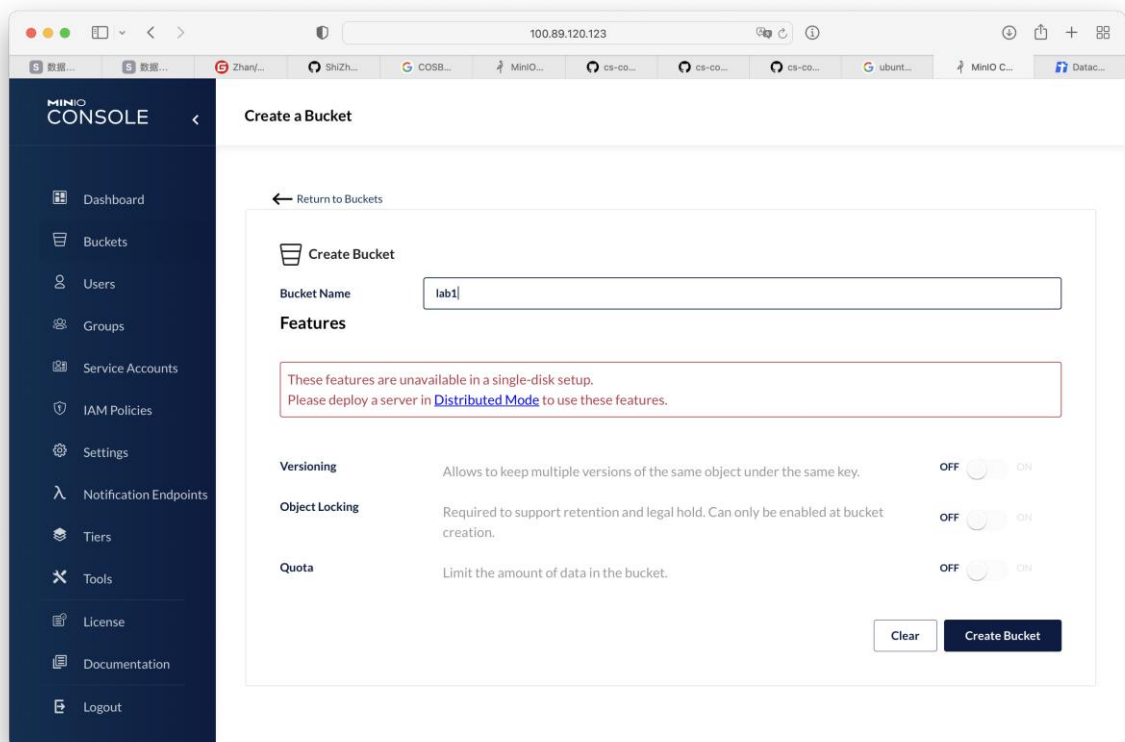 100.89.120.123
S 数据...
S 数据...
Zhan/...
ShiZh...
COSB...
MinIO...
cs-co...
cs-co...
cs-co...
ubunt...
MinIO C...
Datac...
MINIO
CONSOLE
Create a Bucket
Dashboard
Buckets
Users
Groups
Service Accounts
IAM Policies
Settings
Notification Endpoints
Tiers
Tools
License
Documentation
Logout
Return to Buckets
Create Bucket
Bucket Name
lab1
Features
These features are unavailable in a single-disk setup.
Please deploy a server in Distributed Mode to use these features.
Versioning
Allows to keep multiple versions of the same object under the same key.
OFF ON
Object Locking
Required to support retention and legal hold. Can only be enabled at bucket
creation.
OFF ON
Quota
Limit the amount of data in the bucket.
OFF ON
Clear
Create Bucket